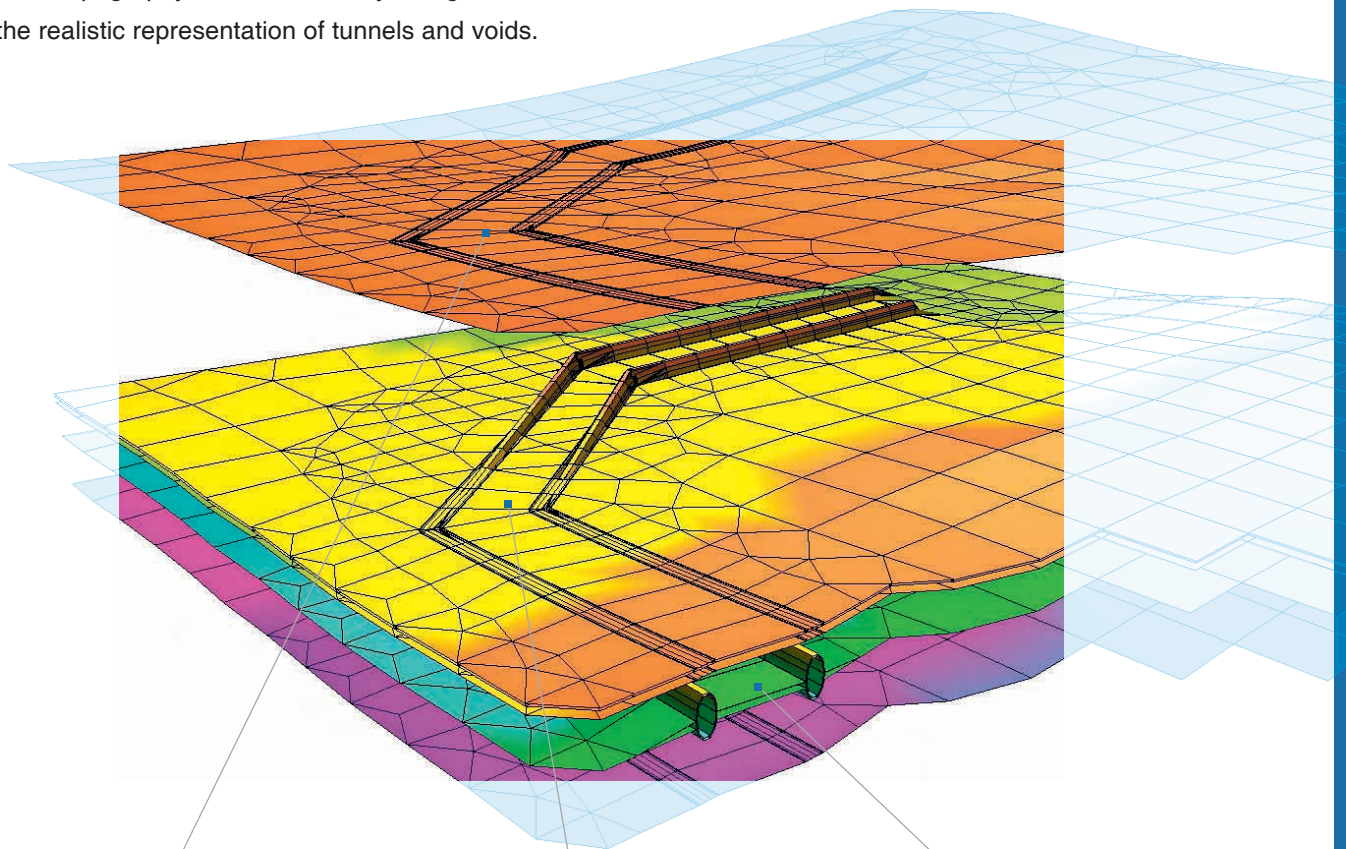 the realistic representation of tunnels and voids.